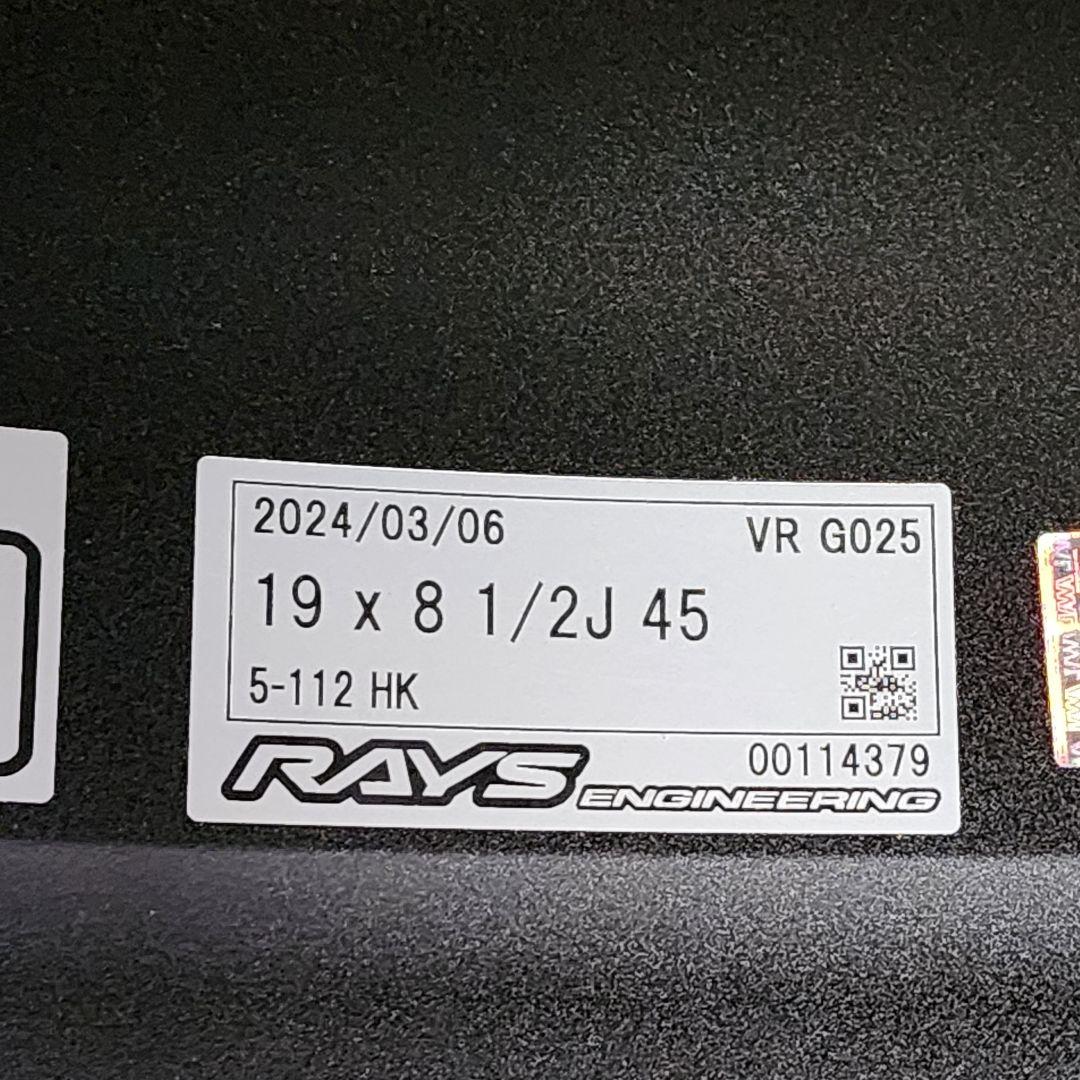 2024/03/06 VR G025
19 x 8 1/2J 45
5-112 HK
00114379
RAYS ENGINEERING